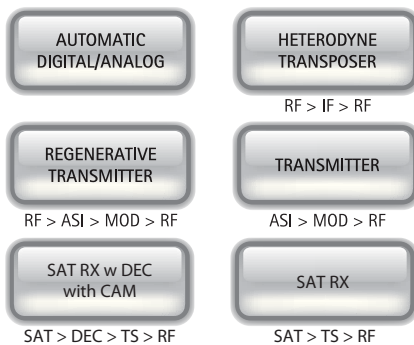 AUTOMATIC
DIGITAL/ANALOG
HETERODYNE
TRANSPOSER
RF > IF > RF
REGENERATIVE
TRANSMITTER
RF > ASI > MOD > RF
TRANSMITTER
ASI > MOD > RF
SAT RX w DEC
with CAM
SAT > DEC > TS > RF
SAT RX
SAT > TS > RF